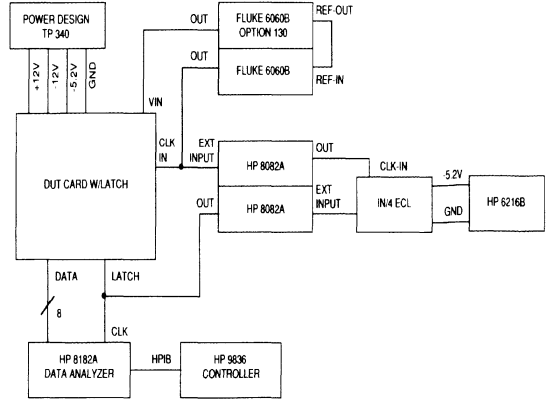 POWER DESIGN
TP 340
+12V
-12V
-5.2V
GND
OUT
FLUKE 6060B
OPTION 130
REF-OUT
OUT
FLUKE 6060B
REF-IN
VIN
CLK
IN
EXT
INPUT
HP 8082A
OUT
CLK-IN
-5.2V
DUT CARD W/LATCH
OUT
HP 8082A
EXT
INPUT
IN/4 ECL
GND
HP 6216B
DATA
LATCH
8
CLK
HP 8182A
DATA ANALYZER
HPIB
HP 9836
CONTROLLER